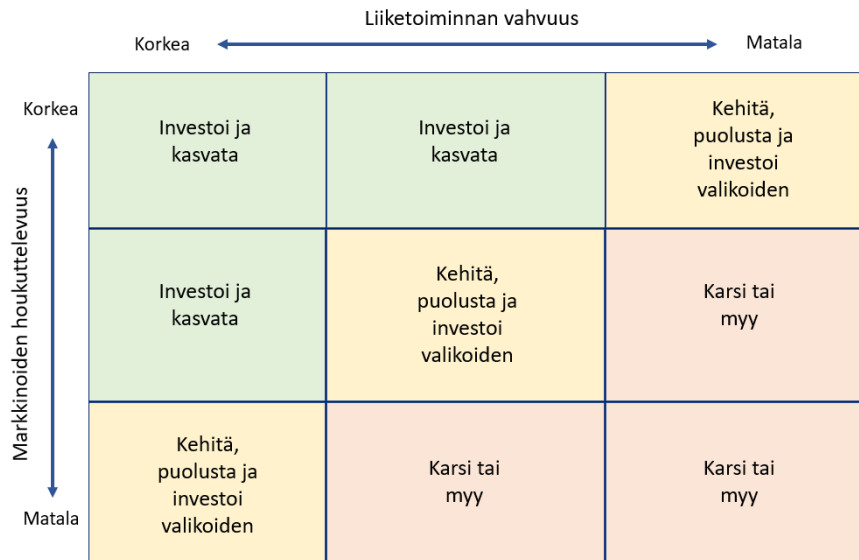 Liiketoiminnan vahvuus
Korkea
Matala
Korkea
Markkinoiden houkuttelevuus
Matala
Investoi ja
kasvata
Investoi ja
kasvata
Kehitä,
puolusta ja
investoi
valikoiden
Investoi ja
kasvata
Kehitä,
puolusta ja
investoi
valikoiden
Karsi tai
myy
Kehitä,
puolusta ja
investoi
valikoiden
Karsi tai
myy
Karsi tai
myy